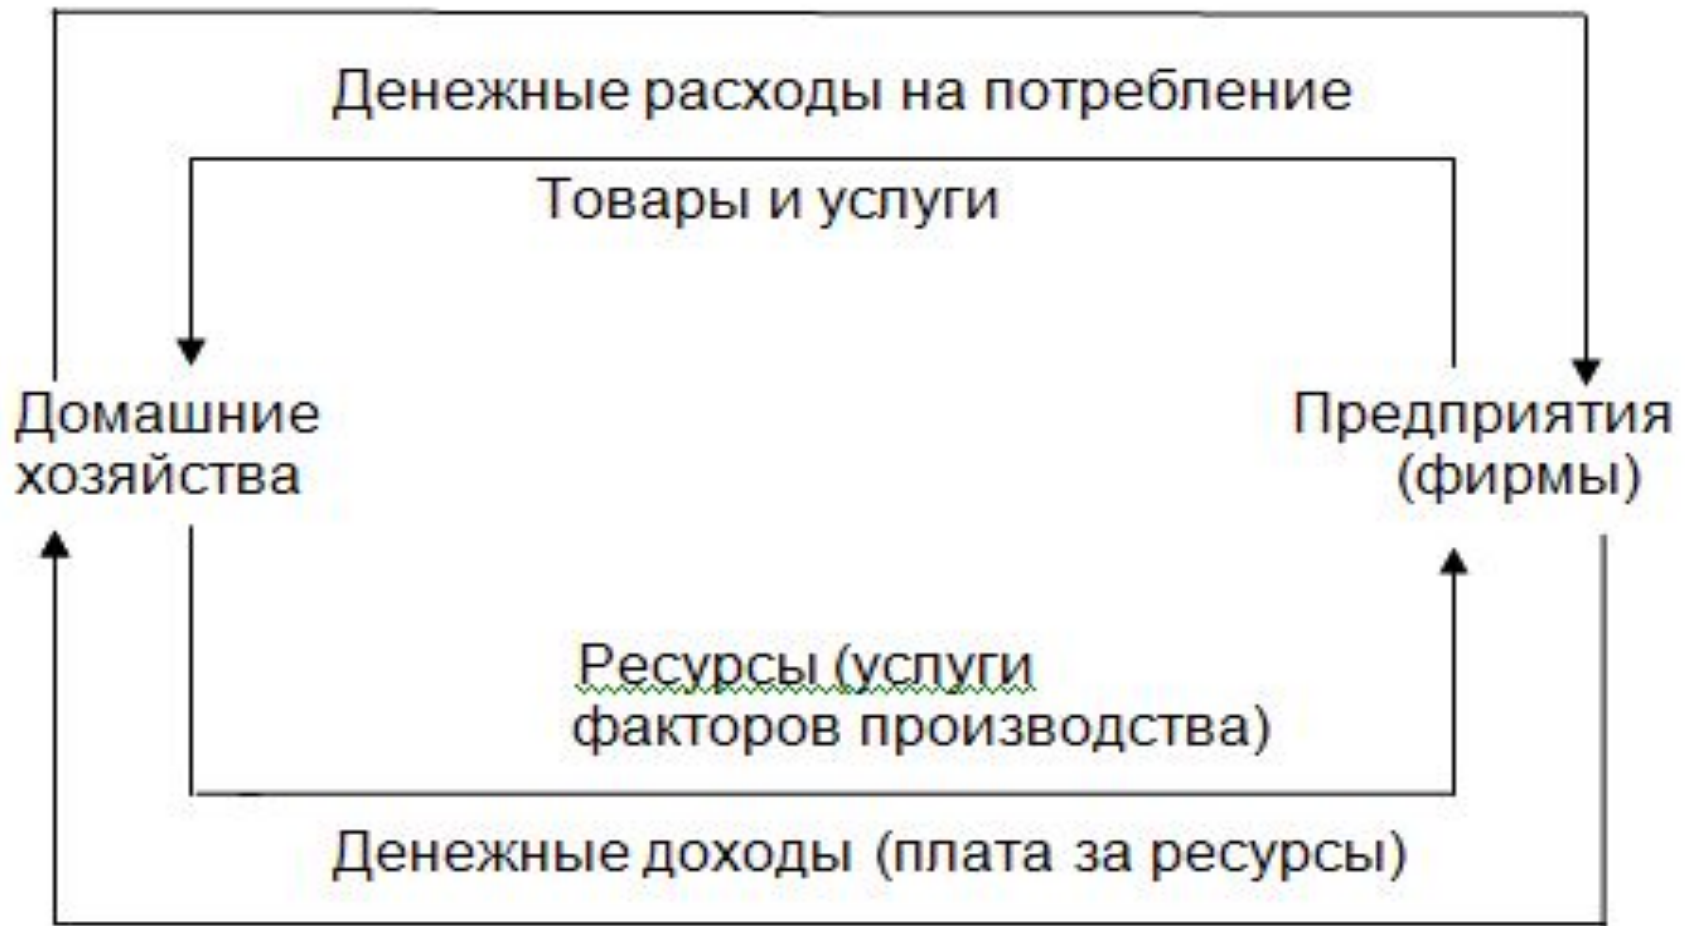 Денежные расходы на потребление
Товары и услуги
Домашние
хозяйства
Предприятия
(фирмы)
Ресурсы (услуги
факторов производства)
Денежные доходы (плата за ресурсы)